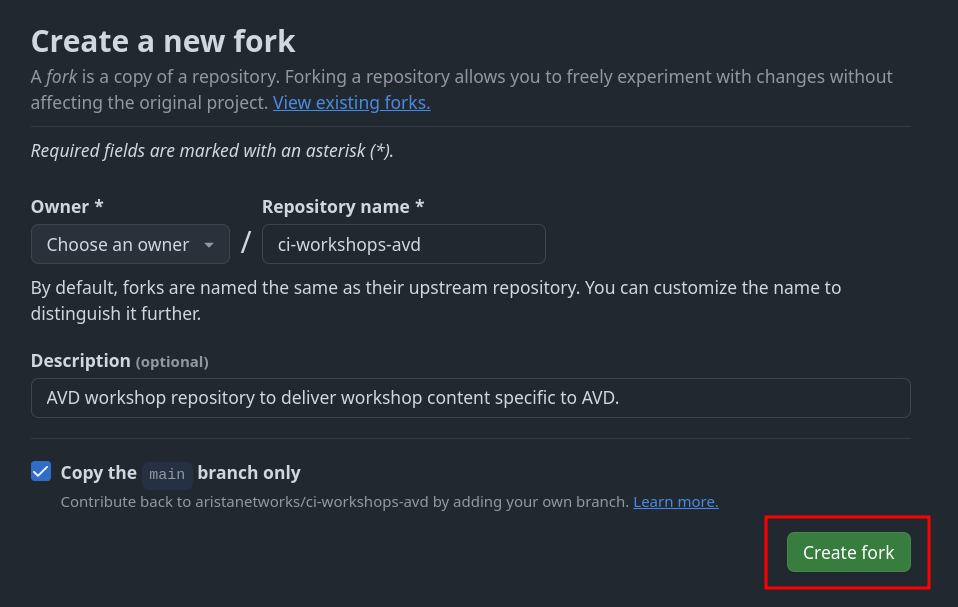 Create a new fork
A fork is a copy of a repository. Forking a repository allows you to freely experiment with changes without
affecting the original project. View existing forks.
Required fields are marked with an asterisk (*).
Owner *
Repository name *
Choose an owner
/
ci-workshops-avd
By default, forks are named the same as their upstream repository. You can customize the name to
distinguish it further.
Description (optional)
AVD workshop repository to deliver workshop content specific to AVD.
Copy the main branch only
Contribute back to aristanetworks/ci-workshops-avd by adding your own branch. Learn more.
Create fork